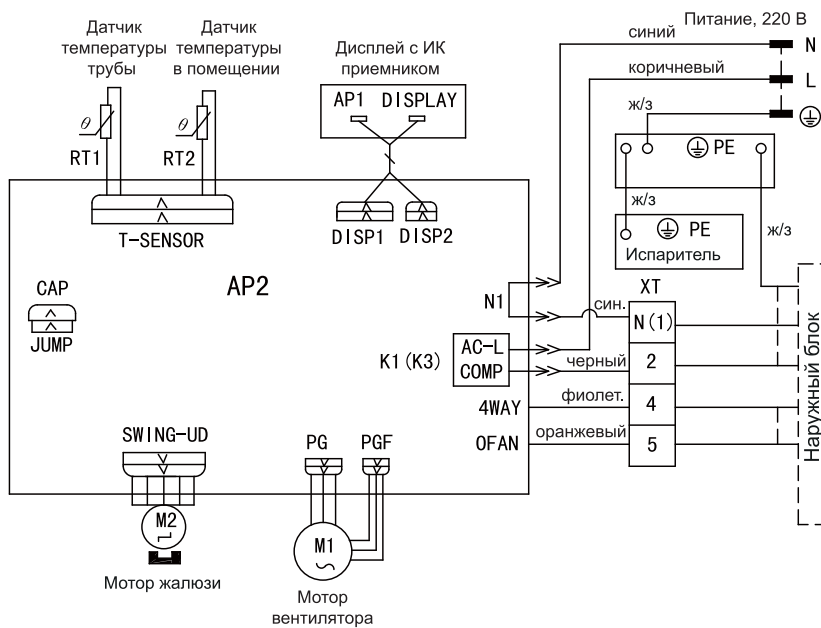 Датчик
температуры
трубы
Датчик
температуры
в помещении
Дисплей с ИК
приемником
Питание, 220 В
синий
N
коричневый
L
ж/з
AP1 DISPLAY
θ
RT1
θ
RT2
PE
ж/з
ж/з
PE
Испаритель
T-SENSOR
DISP1
DISP2
CAP
JUMP
AP2
N1
XT
син.
N(1)
K1(K3)
AC-L
COMP
черный
2
4WAY
фиолет.
4
OFAN
оранжевый
5
Наружный блок
SWING-UD
PG
PGF
M2
M1
Мотор жалюзи
Мотор
вентилятора